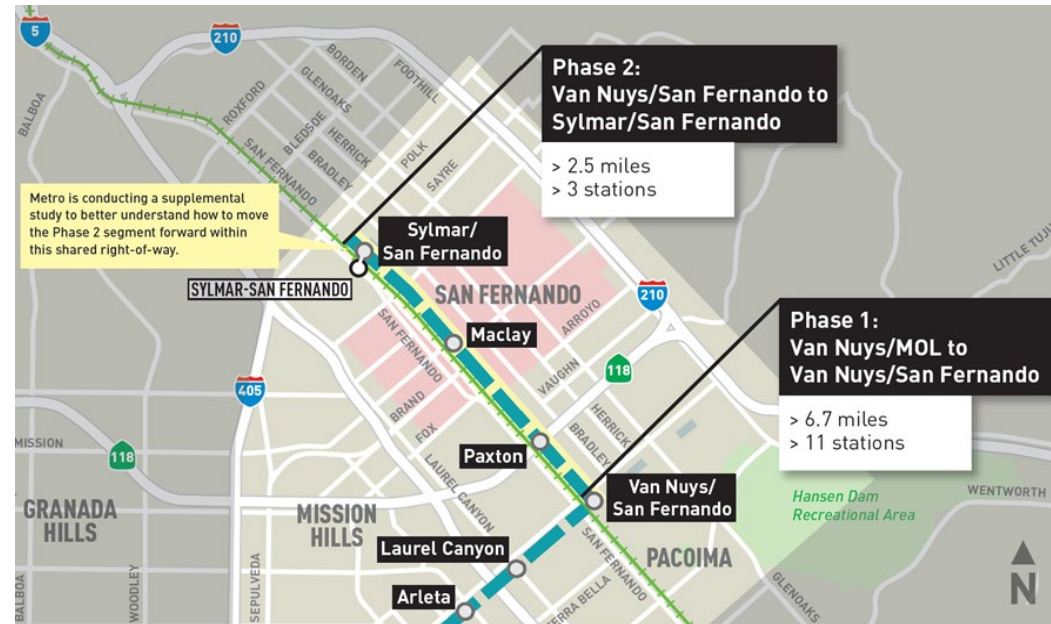 5
210
BALBOA
ROXFORD
BORDEN
GLENOAKS
FOOTHILL
BLEDSOE
HERRICK
BRADLEY
POLK
SAYRE
SAN FERNANDO
Phase 2:
Van Nuys/San Fernando to
Sylmar/San Fernando
> 2.5 miles
> 3 stations
Metro is conducting a supplemental
study to better understand how to move
the Phase 2 segment forward within
this shared right-of-way.
Sylmar/
San Fernando
SYLMAR-SAN FERNANDO
SAN FERNANDO
LITTLE TUJU
210
Maclay
ARROYO
SAN FERNANDO
VAUGHN
118
Phase 1:
Van Nuys/MOL to
Van Nuys/San Fernando
> 6.7 miles
> 11 stations
405
BRAND
FOX
HERRICK
BRADLEY
MISSION
118
Paxton
LAUREL CANYON
Van Nuys/
San Fernando
Hansen Dam
Recreational Area
WENTWORTH
GRANADA
HILLS
MISSION
HILLS
SAN FERNANDO
PACOIMA
Laurel Canyon
Arleta
BALBOA
WOODLEY
SEPULVEDA
ERRA BELLA
GLENOAKS
N